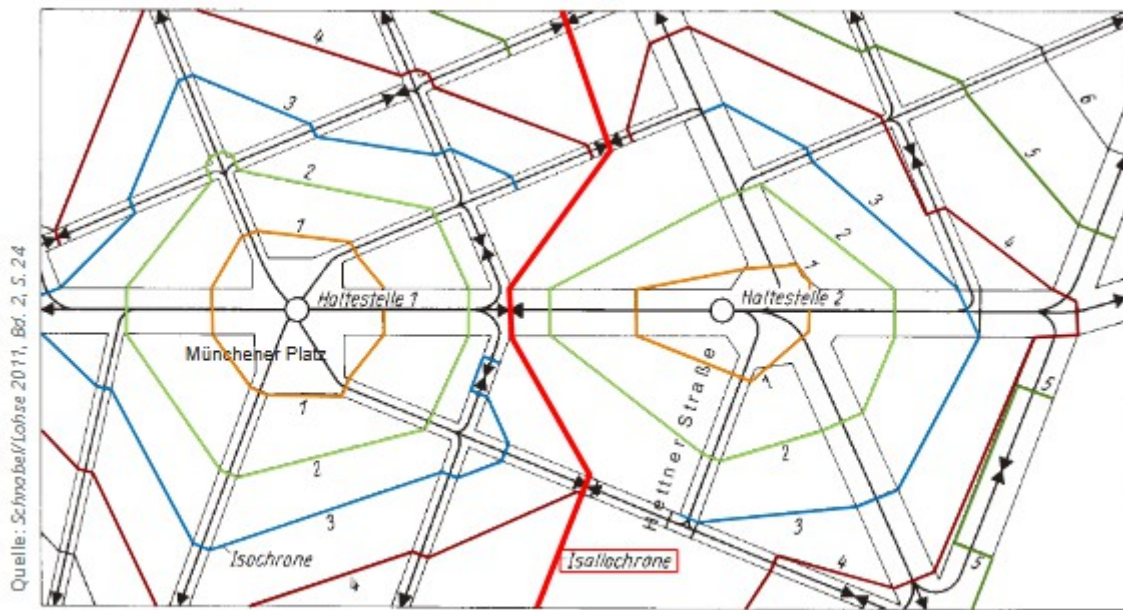 4
3
2
1
Haltestelle 1
Münchener Platz
1
2
3
Isochrone
4
6
5
3
2
4
1
Haltestelle 2
Hettner Straße
1
2
3
4
5
5
Isallochrone
Quelle: Schnabel/Lohse 2011, Bd. 2, S. 24